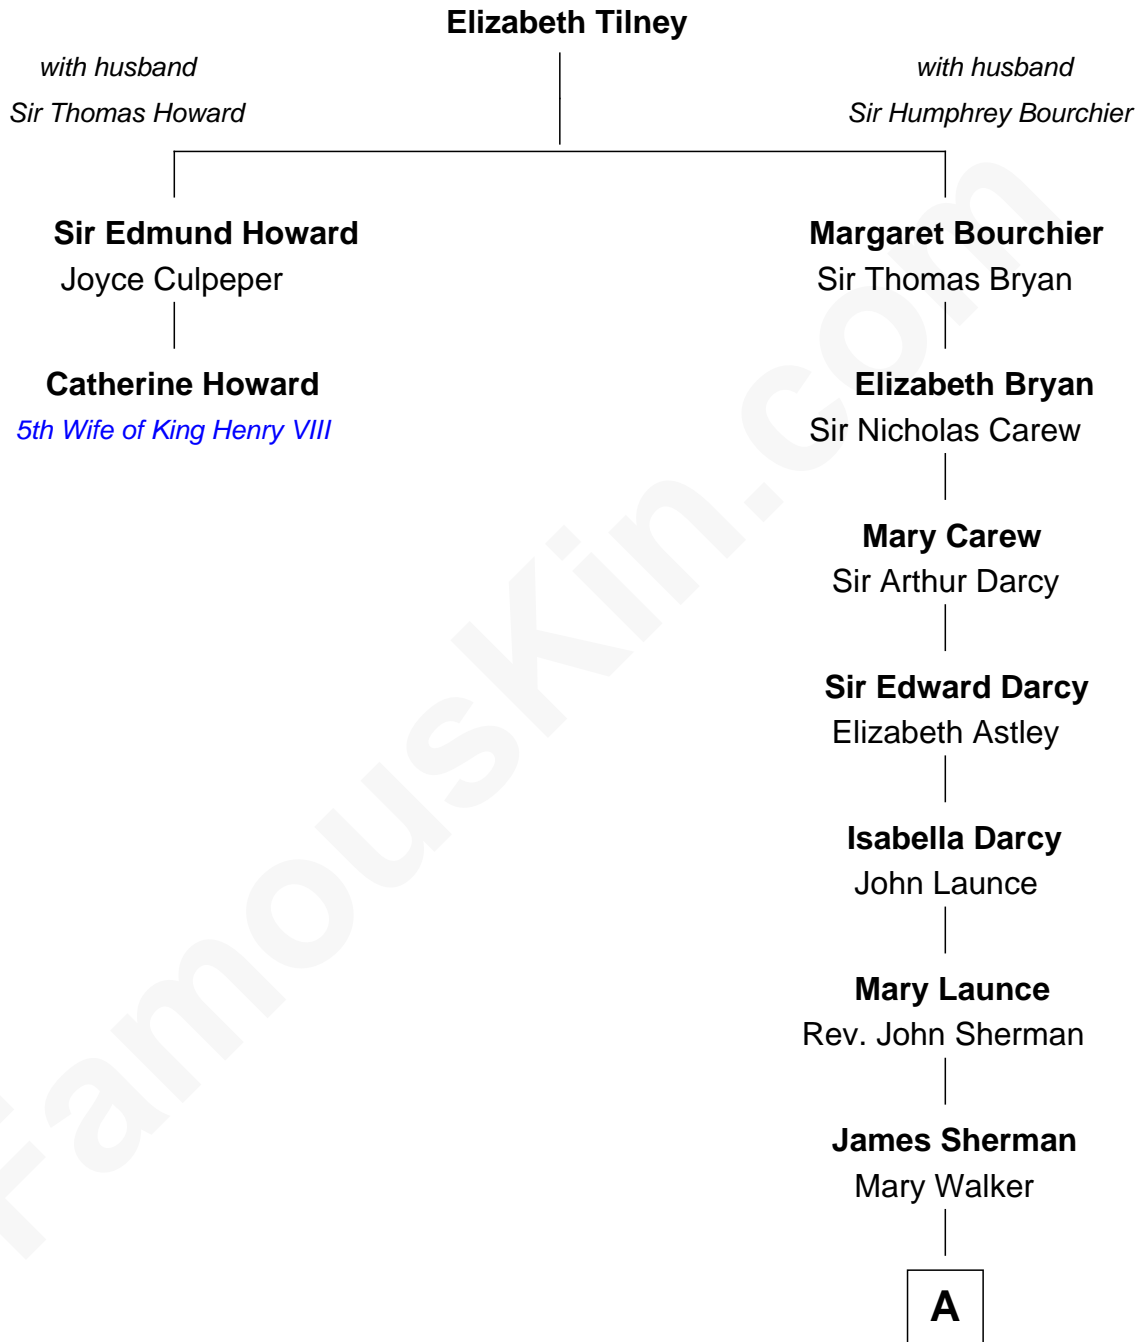 Elizabeth Tilney
with husband
Sir Thomas Howard
with husband
Sir Humphrey Bourchier
Sir Edmund Howard
Joyce Culpeper
Catherine Howard
5th Wife of King Henry VIII
Margaret Bourchier
Sir Thomas Bryan
Elizabeth Bryan
Sir Nicholas Carew
Mary Carew
Sir Arthur Darcy
Sir Edward Darcy
Elizabeth Astley
Isabella Darcy
John Launce
Mary Launce
Rev. John Sherman
James Sherman
Mary Walker
A
FamousKin.com